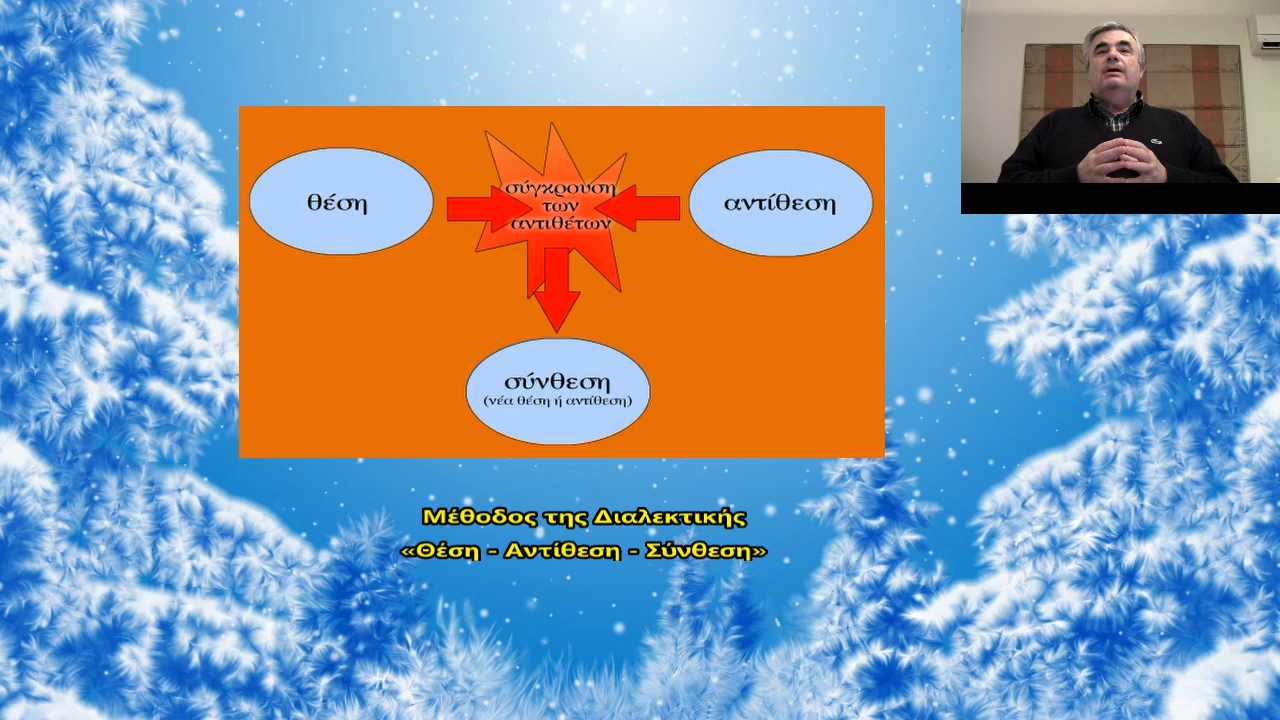 θέση
σύγκρουση
των
αντιθέτων
αντίθεση
σύνθεση
(νέα θέση ή αντίθεση)
Μέθοδος της Διαλεκτικής
«Θέση - Αντίθεση - Σύνθεση»